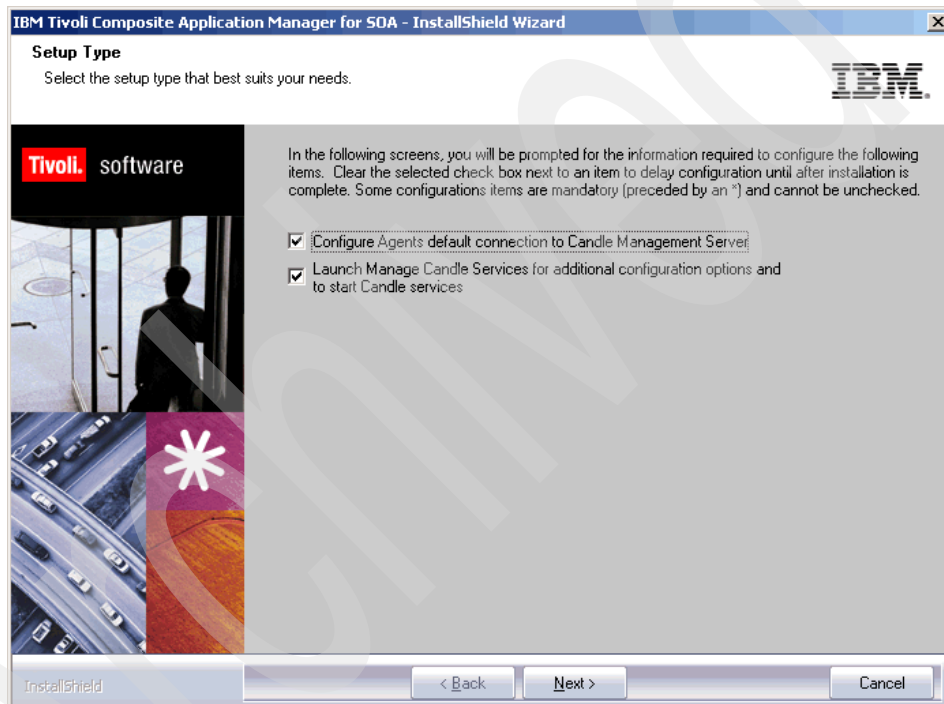 IBM Tivoli Composite Application Manager for SOA - InstallShield Wizard
Setup Type
Select the setup type that best suits your needs.
IBM.
Tivoli. software
In the following screens, you will be prompted for the information required to configure the following
items. Clear the selected check box next to an item to delay configuration until after installation is
complete. Some configurations items are mandatory (preceded by an *) and cannot be unchecked.
Configure Agents default connection to Candle Management Server
Launch Manage Candle Services for additional configuration options and
to start Candle services
InstallShield
< Back
Next >
Cancel